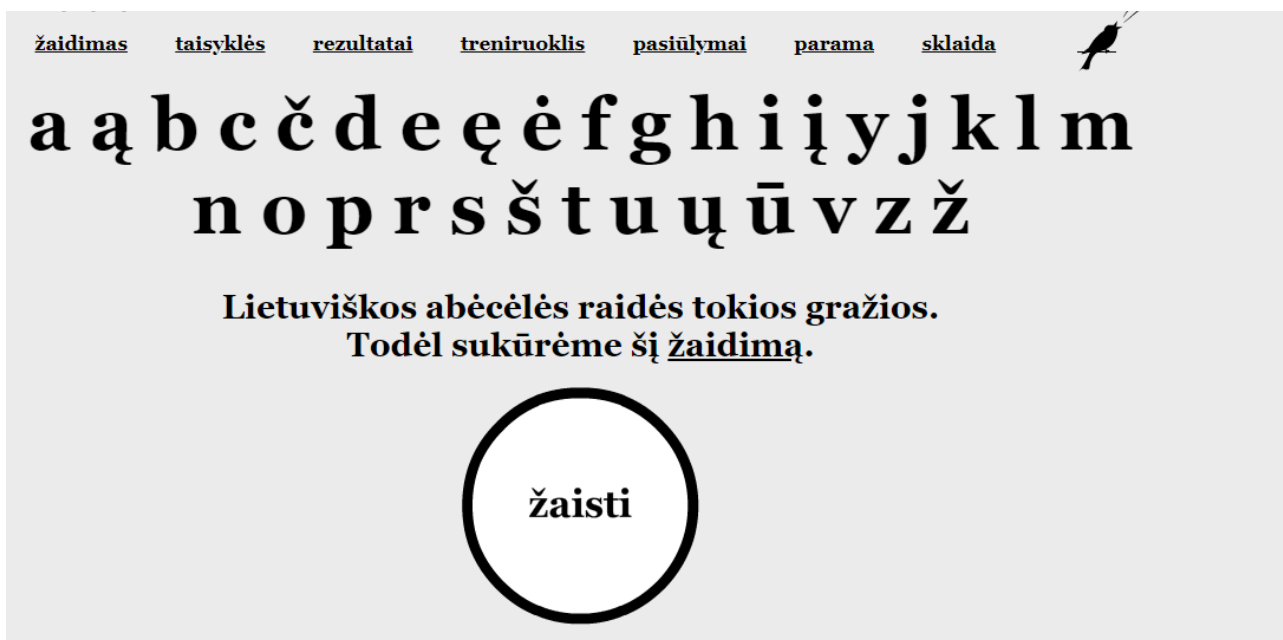 žaidimas taisyklės rezultatai treniruoklis pasiūlymai parama sklaida
a ą b c č d e ę ė f g h i į y j k l m
n o p r s š t u ų ū v z ž
Lietuviškos abėcėlės raidės tokios gražios.
Todėl sukūrėme šį žaidimą.
žaisti